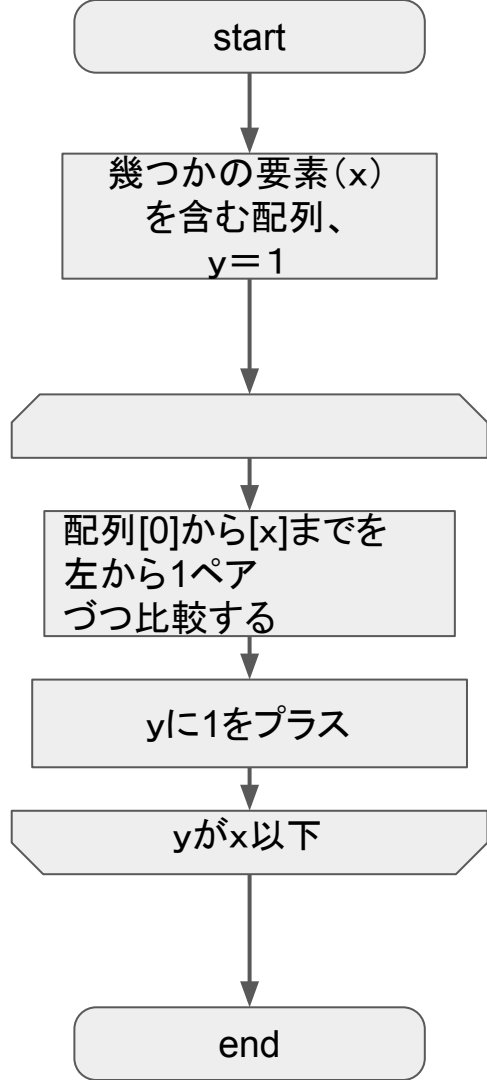 start
幾つかの要素（x）
を含む配列、
y＝１
配列[0]から[x]までを
左から1ペア
づつ比較する
yに1をプラス
yがx以下
end